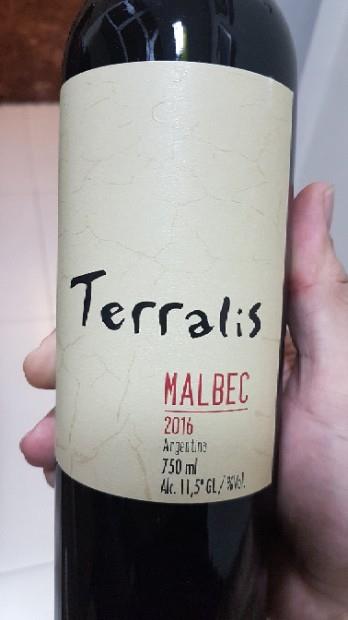 Terralis
MALBEC
2016
Argentina
750 ml
Alc. 11,5° GL / %Vol.